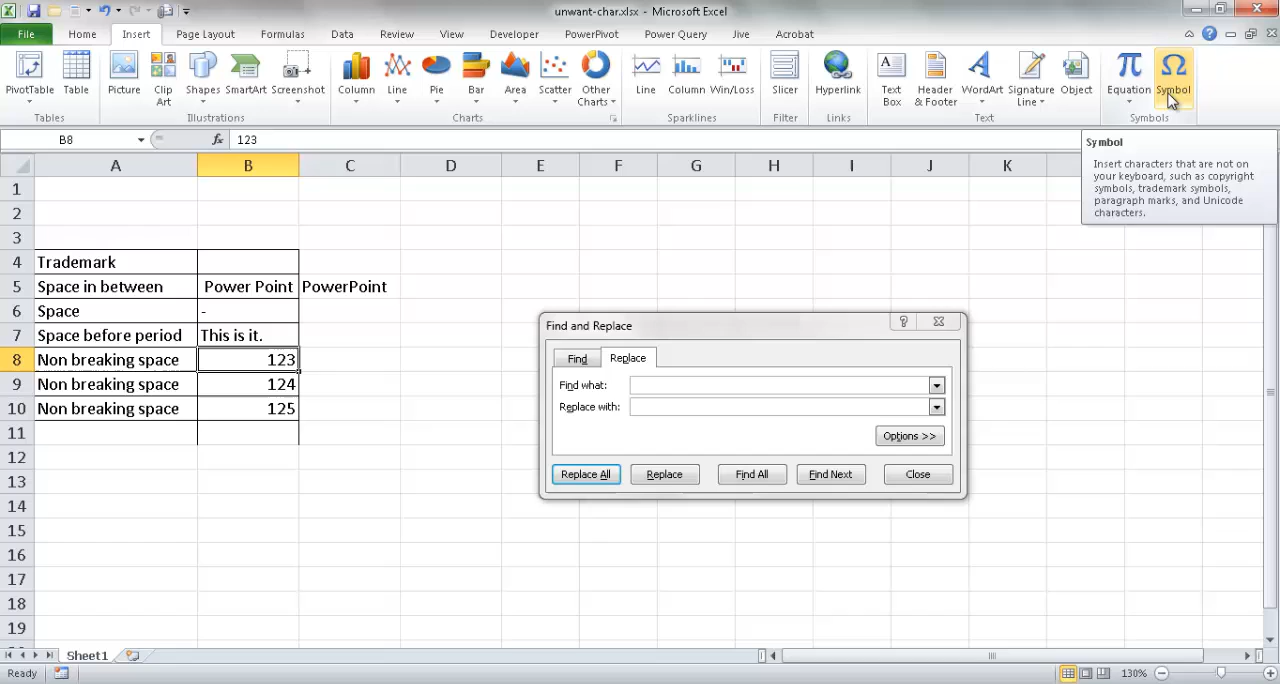 unwant-char.xlsx - Microsoft Excel
File Home Insert Page Layout Formulas Data Review View Developer PowerPivot Power Query Jive Acrobat
PivotTable Table Picture Clip Art Shapes SmartArt Screenshot Column Line Pie Bar Area Scatter Other Charts Line Column Win/Loss Slicer Hyperlink Text Box Header & Footer WordArt Signature Line Object Equation Symbol
Tables Illustrations Charts Sparklines Filter Links Text Symbols
B8 fx 123
Symbol
Insert characters that are not on
your keyboard, such as copyright
symbols, trademark symbols,
paragraph marks, and Unicode
characters.
A B C D E F G H I J K
1
2
3
4 Trademark
5 Space in between Power Point PowerPoint
6 Space -
7 Space before period This is it.
8 Non breaking space 123
9 Non breaking space 124
10 Non breaking space 125
11
12
13
14
15
16
17
18
19
Find and Replace
Find Replace
Find what:
Replace with:
Options >>
Replace All Replace Find All Find Next Close
Sheet1
Ready 130%